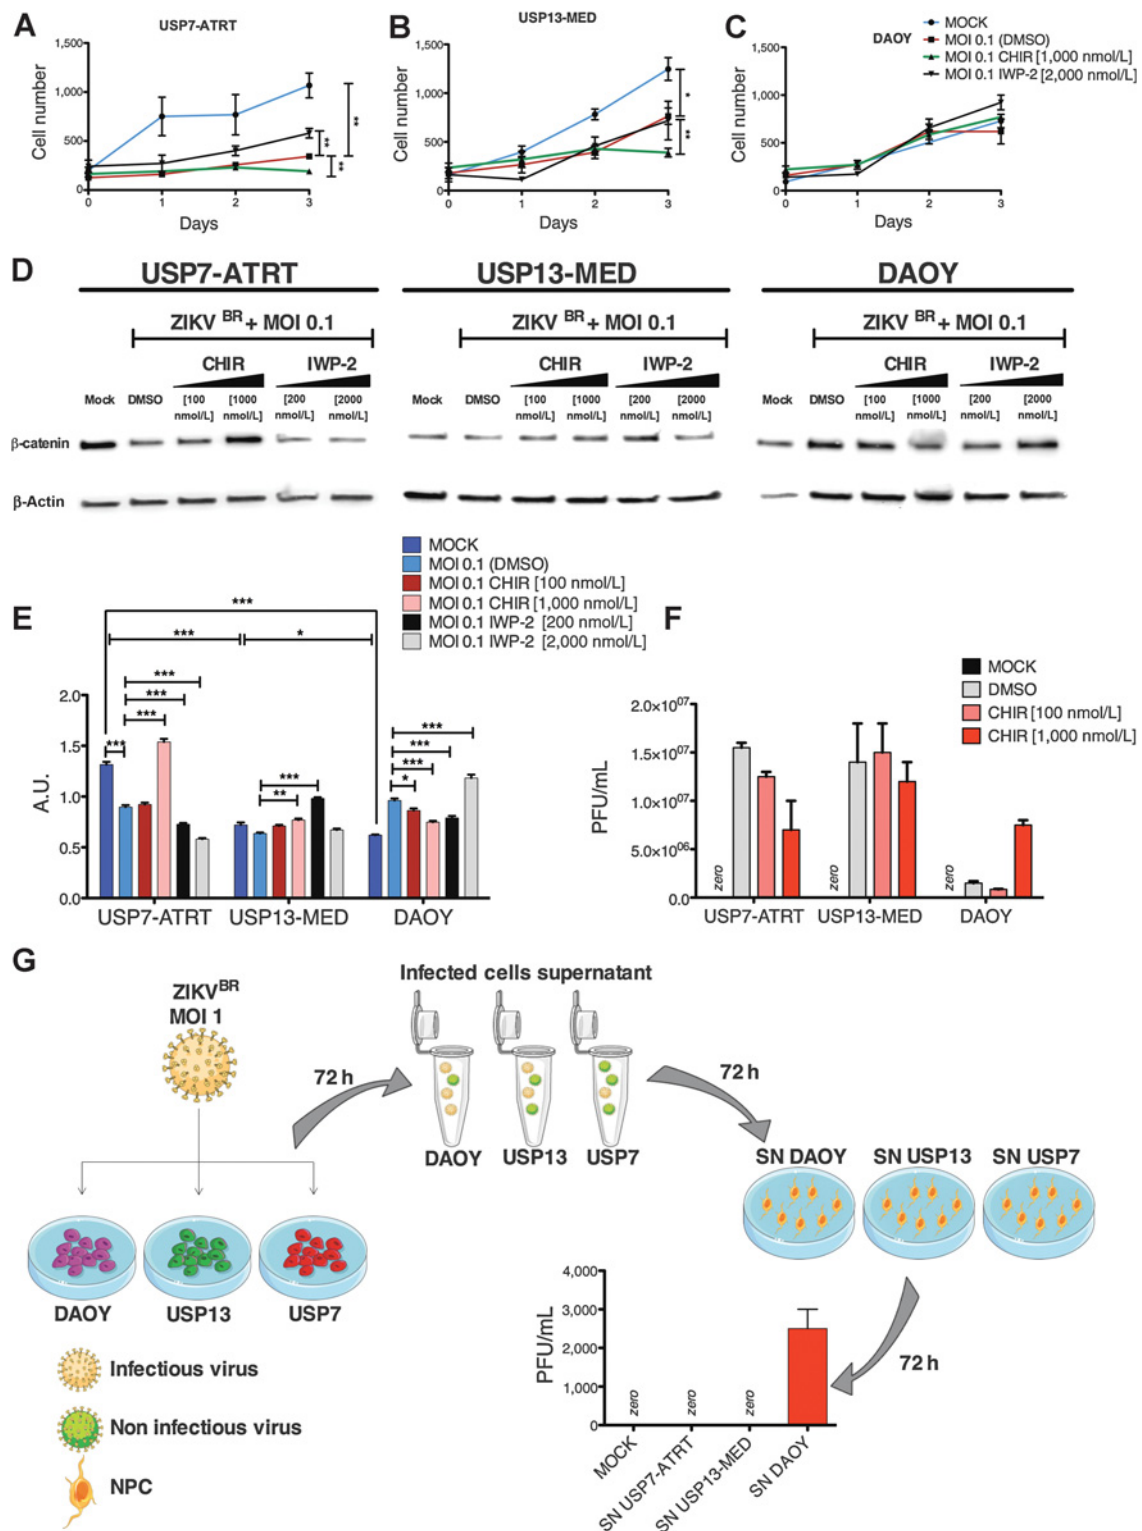 A
USP7-ATRT
1,500
1,000
500
0
Cell number
0 1 2 3
Days
**
**
**
B
USP13-MED
1,500
1,000
500
0
Cell number
0 1 2 3
Days
*
**
C
DAOY
MOCK
MOI 0.1 (DMSO)
MOI 0.1 CHIR [1,000 nmol/L]
MOI 0.1 IWP-2 [2,000 nmol/L]
1,500
1,000
500
0
Cell number
0 1 2 3
Days
D
USP7-ATRT USP13-MED DAOY
ZIKV BR + MOI 0.1 ZIKV BR + MOI 0.1 ZIKV BR + MOI 0.1
CHIR IWP-2 CHIR IWP-2 CHIR IWP-2
Mock DMSO [100 nmol/L] [1000 nmol/L] [200 nmol/L] [2000 nmol/L] Mock DMSO [100 nmol/L] [1000 nmol/L] [200 nmol/L] [2000 nmol/L] Mock DMSO [100 nmol/L] [1000 nmol/L] [200 nmol/L] [2000 nmol/L]
β-catenin
β-Actin
MOCK
MOI 0.1 (DMSO)
MOI 0.1 CHIR [100 nmol/L]
MOI 0.1 CHIR [1,000 nmol/L]
MOI 0.1 IWP-2 [200 nmol/L]
MOI 0.1 IWP-2 [2,000 nmol/L]
E
***
*** *
2.0
1.5
1.0
0.5
0.0
A.U.
***
***
***
***
***
**
***
***
***
*
USP7-ATRT USP13-MED DAOY
F
MOCK
DMSO
CHIR [100 nmol/L]
CHIR [1,000 nmol/L]
2.0×10⁰⁷
1.5×10⁰⁷
1.0×10⁰⁷
5.0×10⁰⁶
0.0
PFU/mL
zero zero zero
USP7-ATRT USP13-MED DAOY
G
ZIKVᴮᴿ
MOI 1
72 h
Infected cells supernatant
DAOY USP13 USP7
72 h
SN DAOY SN USP13 SN USP7
DAOY USP13 USP7
Infectious virus
Non infectious virus
NPC
72 h
4,000
3,000
2,000
1,000
0
PFU/mL
zero zero zero
MOCK
SN USP7-ATRT
SN USP13-MED
SN DAOY